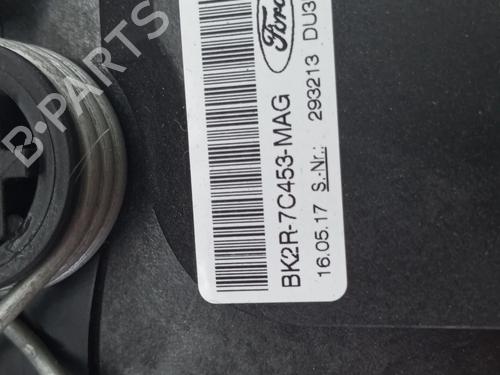 Ford
DU3
BK2R-7C453-MAG
16.05.17 S.-Nr.: 293213
B-PARTS